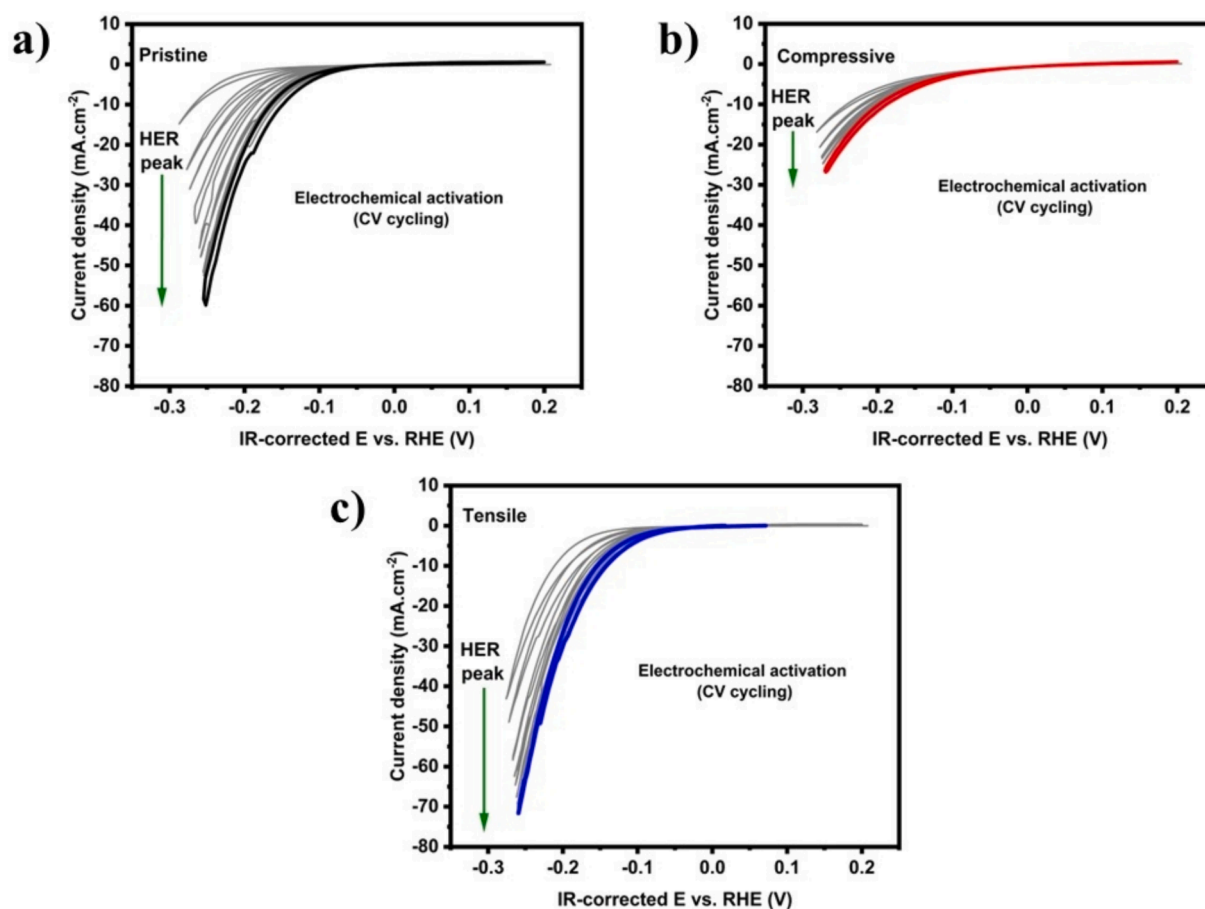 a)
Pristine
HER
peak
Electrochemical activation
(CV cycling)
Current density (mA.cm-2)
10
0
-10
-20
-30
-40
-50
-60
-70
-80
-0.3 -0.2 -0.1 0.0 0.1 0.2
IR-corrected E vs. RHE (V)
b)
Compressive
HER
peak
Electrochemical activation
(CV cycling)
Current density (mA.cm-2)
10
0
-10
-20
-30
-40
-50
-60
-70
-80
-0.3 -0.2 -0.1 0.0 0.1 0.2
IR-corrected E vs. RHE (V)
c)
Tensile
HER
peak
Electrochemical activation
(CV cycling)
Current density (mA.cm-2)
10
0
-10
-20
-30
-40
-50
-60
-70
-80
-0.3 -0.2 -0.1 0.0 0.1 0.2
IR-corrected E vs. RHE (V)